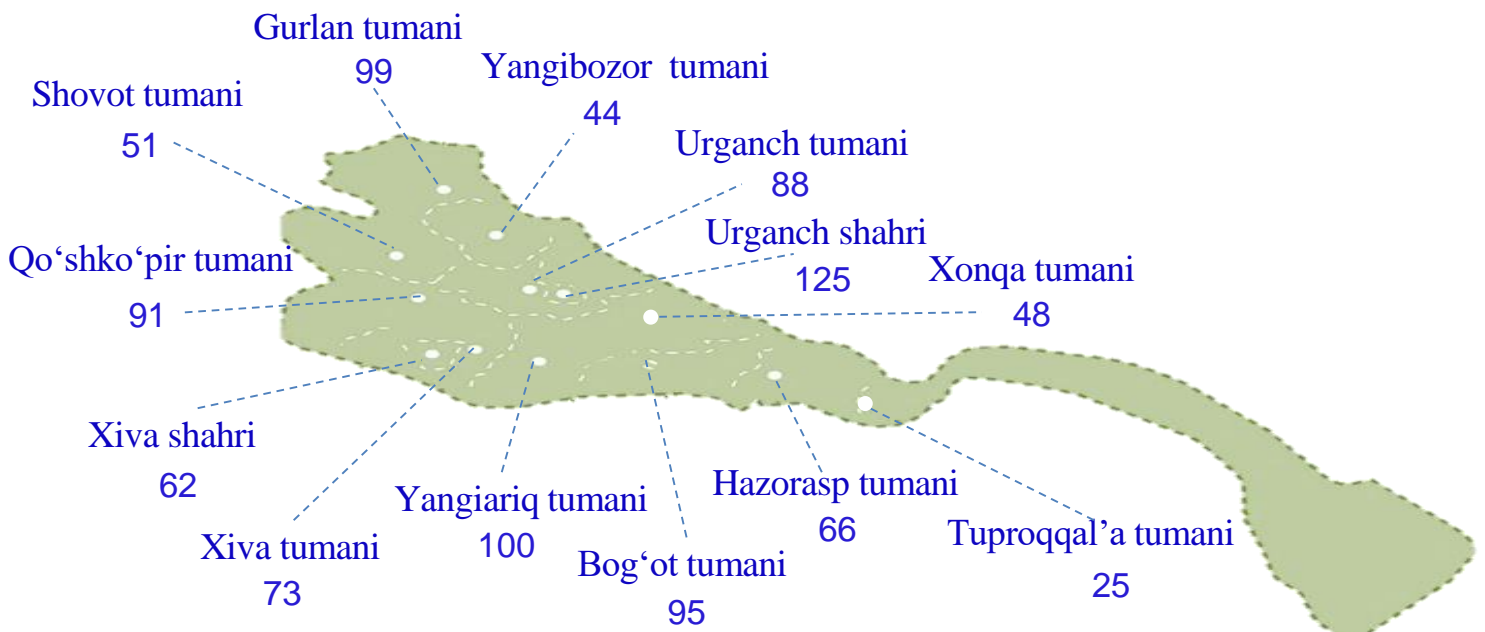 Gurlan tumani
99
Yangibozor tumani
44
Shovot tumani
51
Urganch tumani
88
Urganch shahri
125
Qo‘shko‘pir tumani
91
Xonqa tumani
48
Xiva shahri
62
Yangiariq tumani
100
Hazorasp tumani
66
Xiva tumani
73
Bog‘ot tumani
95
Tuproqqal’a tumani
25